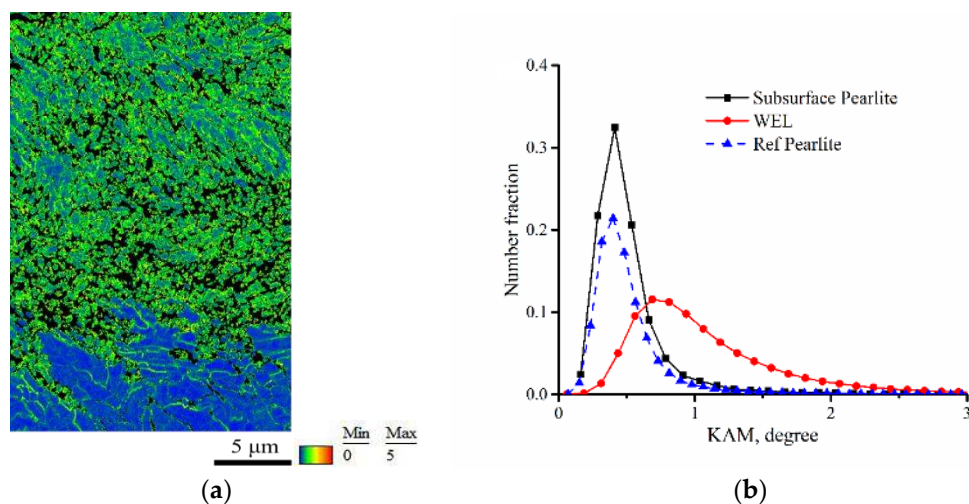 0.4
0.3
0.2
0.1
0.0
Number fraction
Subsurface Pearlite
WEL
Ref Pearlite
0 1 2 3
KAM, degree
5 μm
Min Max
0 5
(a) (b)